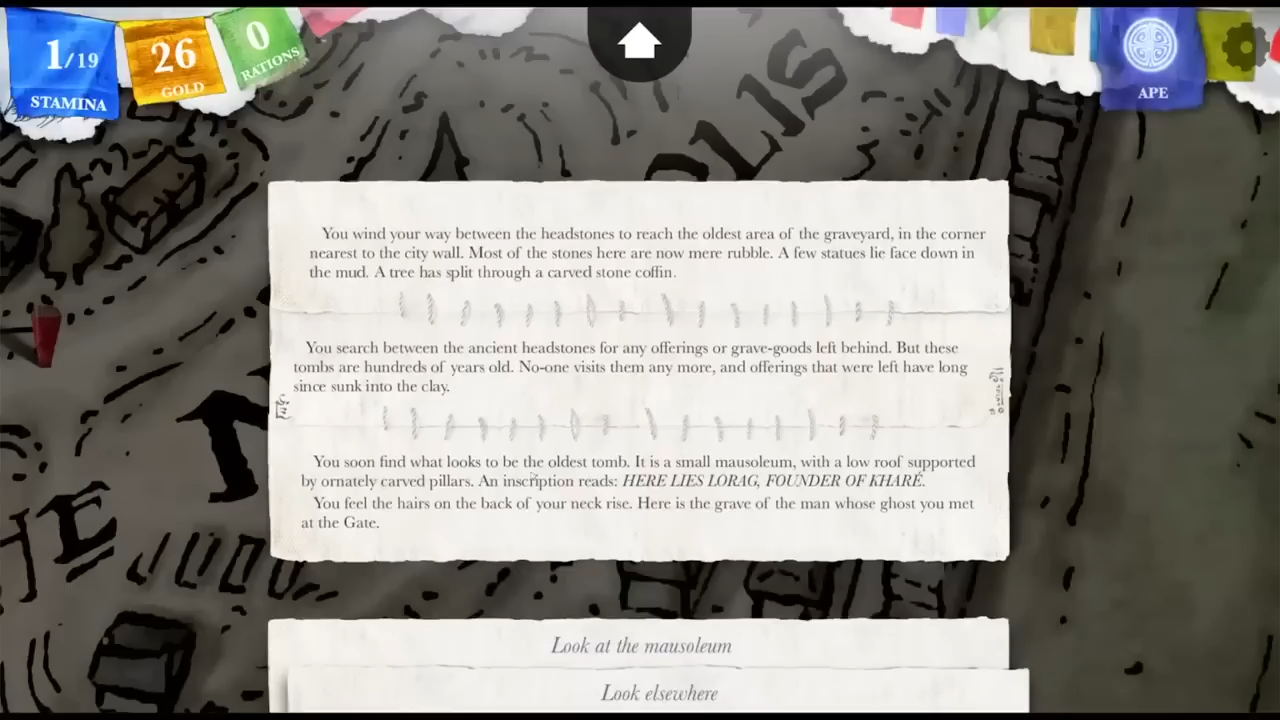 1/19
STAMINA
26
GOLD
0
RATIONS
APE
OLIS
You wind your way between the headstones to reach the oldest area of the graveyard, in the corner
nearest to the city wall. Most of the stones here are now mere rubble. A few statues lie face down in
the mud. A tree has split through a carved stone coffin.
You search between the ancient headstones for any offerings or grave-goods left behind. But these
tombs are hundreds of years old. No-one visits them any more, and offerings that were left have long
since sunk into the clay.
You soon find what looks to be the oldest tomb. It is a small mausoleum, with a low roof supported
by ornately carved pillars. An inscription reads: HERE LIES LORAG, FOUNDER OF KHARÉ.
You feel the hairs on the back of your neck rise. Here is the grave of the man whose ghost you met
at the Gate.
Look at the mausoleum
Look elsewhere